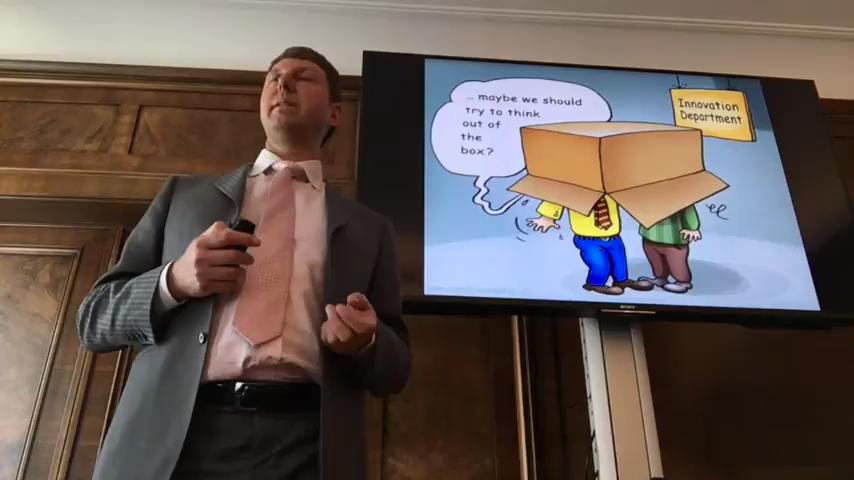 .. maybe we should
try to think
out of
the
box?
Innovation
Department
SONY